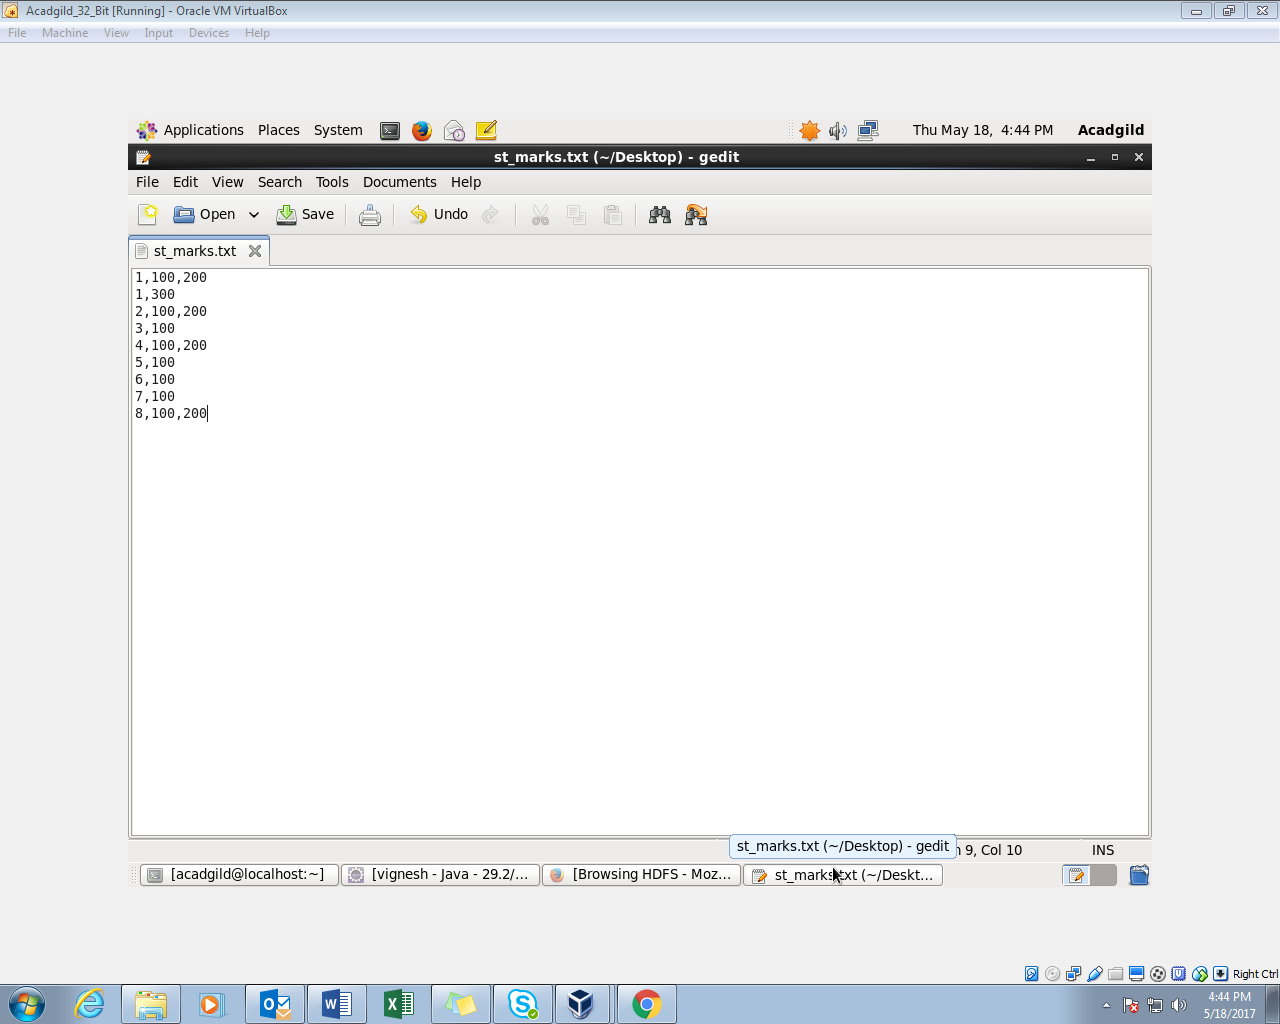 Acadgild_32_Bit [Running] - Oracle VM VirtualBox
File Machine View Input Devices Help
Applications Places System Thu May 18, 4:44 PM Acadgild
st_marks.txt (~/Desktop) - gedit
File Edit View Search Tools Documents Help
Open Save Undo
st_marks.txt
1,100,200
1,300
2,100,200
3,100
4,100,200
5,100
6,100
7,100
8,100,200
st_marks.txt (~/Desktop) - gedit
9, Col 10 INS
[acadgild@localhost:~] [vignesh - Java - 29.2/... [Browsing HDFS - Moz... st_marks.txt (~/Deskt...
Right Ctrl
4:44 PM
5/18/2017